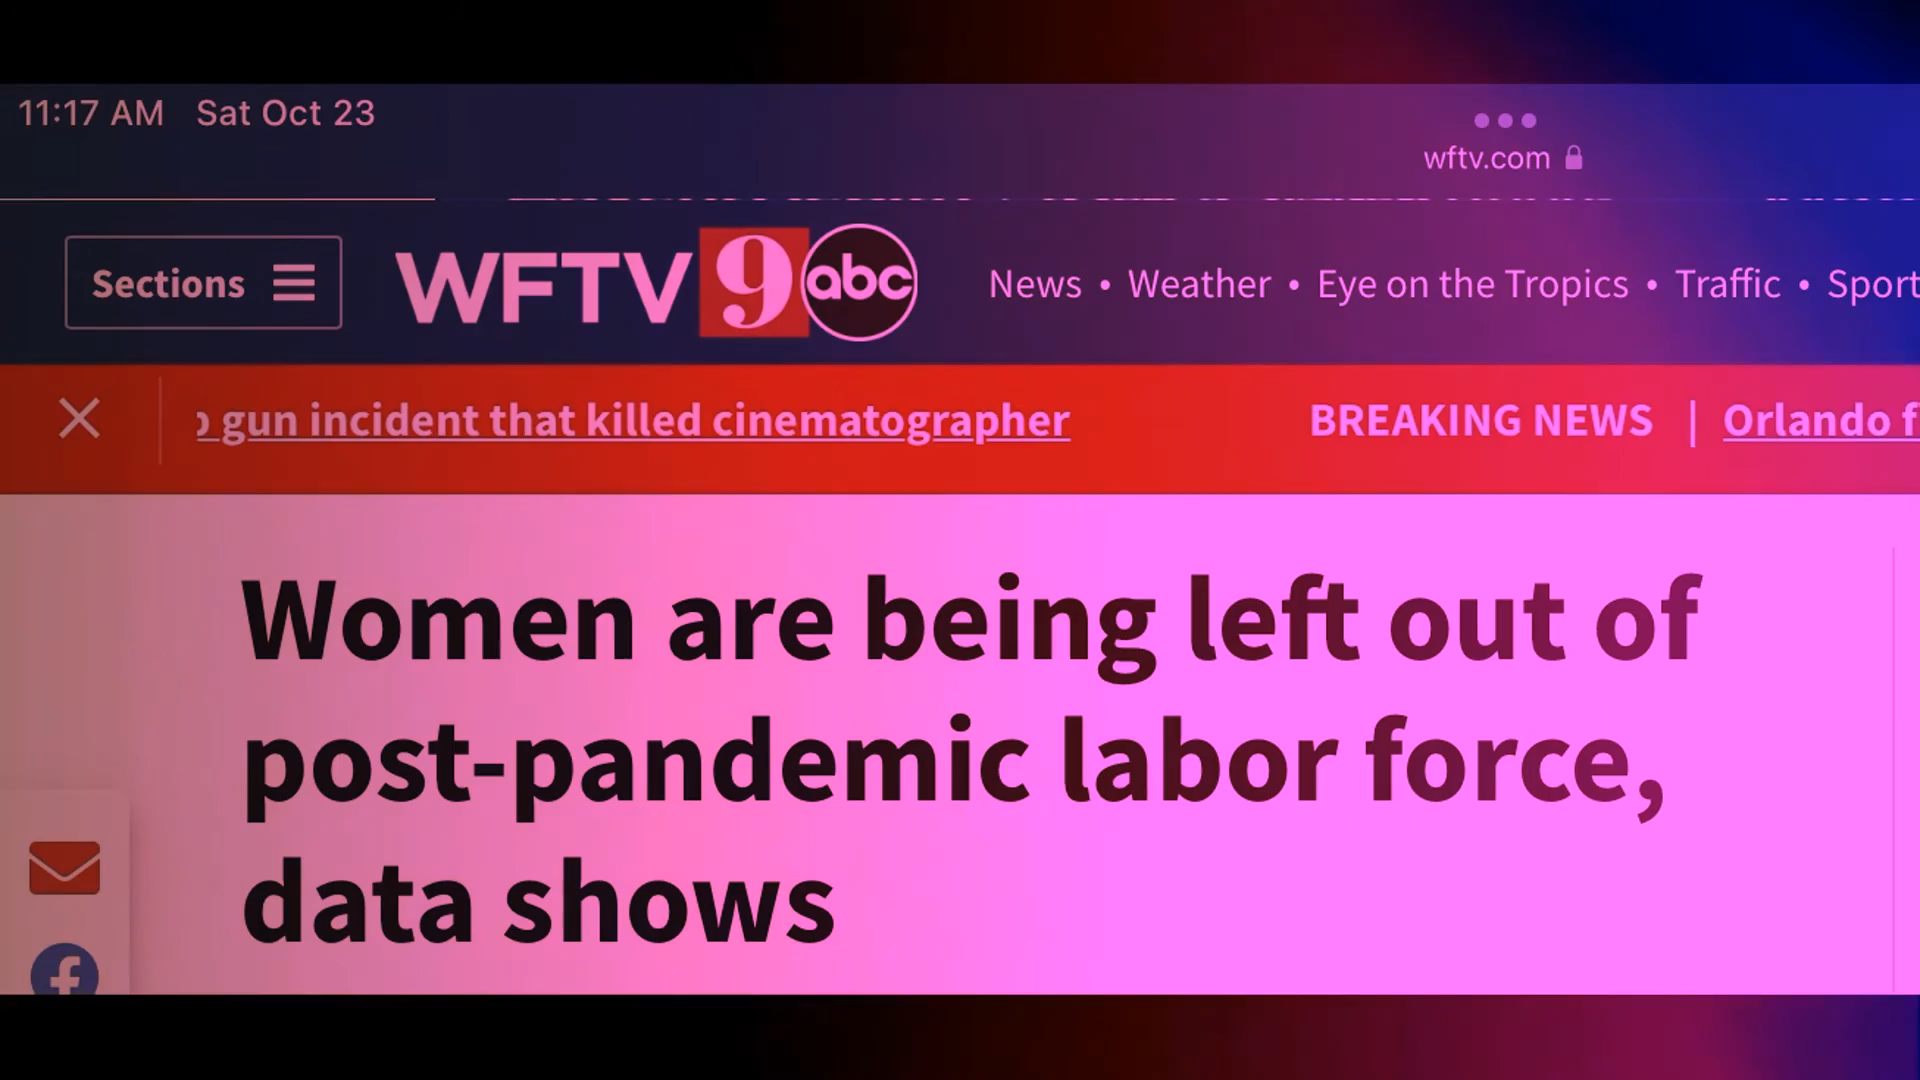 11:17 AM Sat Oct 23
wftv.com
Sections WFTV 9 abc News • Weather • Eye on the Tropics • Traffic • Sport
gun incident that killed cinematographer BREAKING NEWS | Orlando f
Women are being left out of
post-pandemic labor force,
data shows